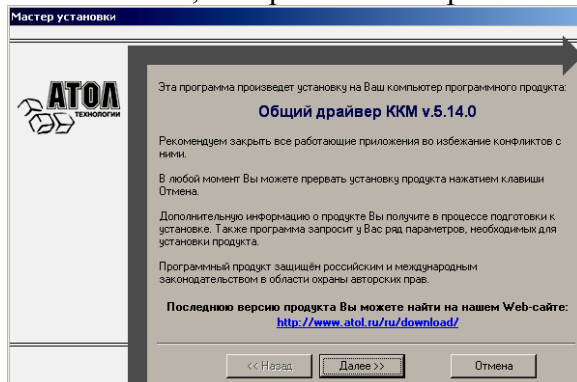 Мастер установки
АТОЛ
ТЕХНОЛОГИИ
Эта программа произведет установку на Ваш компьютер программного продукта:
Общий драйвер ККМ v.5.14.0
Рекомендуем закрыть все работающие приложения во избежание конфликтов с
ними.
В любой момент Вы можете прервать установку продукта нажатием клавиши
Отмена.
Дополнительную информацию о продукте Вы получите в процессе подготовки к
установке. Также программа запросит у Вас ряд параметров, необходимых для
установки продукта.
Программный продукт защищён российским и международным
законодательством в области охраны авторских прав.
Последнюю версию продукта Вы можете найти на нашем Web-сайте:
http://www.atol.ru/ru/download/
<< Назад
Далее >>
Отмена